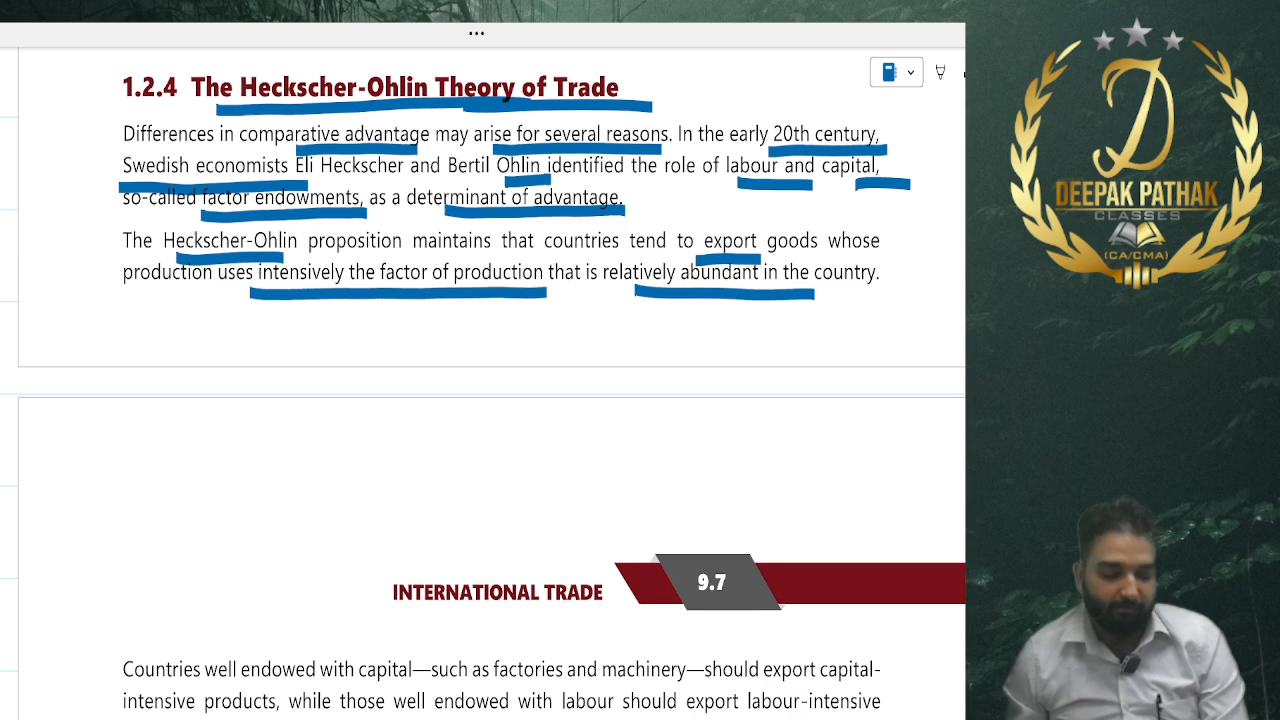 1.2.4 The Heckscher-Ohlin Theory of Trade
Differences in comparative advantage may arise for several reasons. In the early 20th century,
Swedish economists Eli Heckscher and Bertil Ohlin identified the role of labour and capital,
so-called factor endowments, as a determinant of advantage.
The Heckscher-Ohlin proposition maintains that countries tend to export goods whose
production uses intensively the factor of production that is relatively abundant in the country.
INTERNATIONAL TRADE
9.7
Countries well endowed with capital—such as factories and machinery—should export capital-
intensive products, while those well endowed with labour should export labour-intensive
D
DEEPAK PATHAK
CLASSES
(CA/CMA)